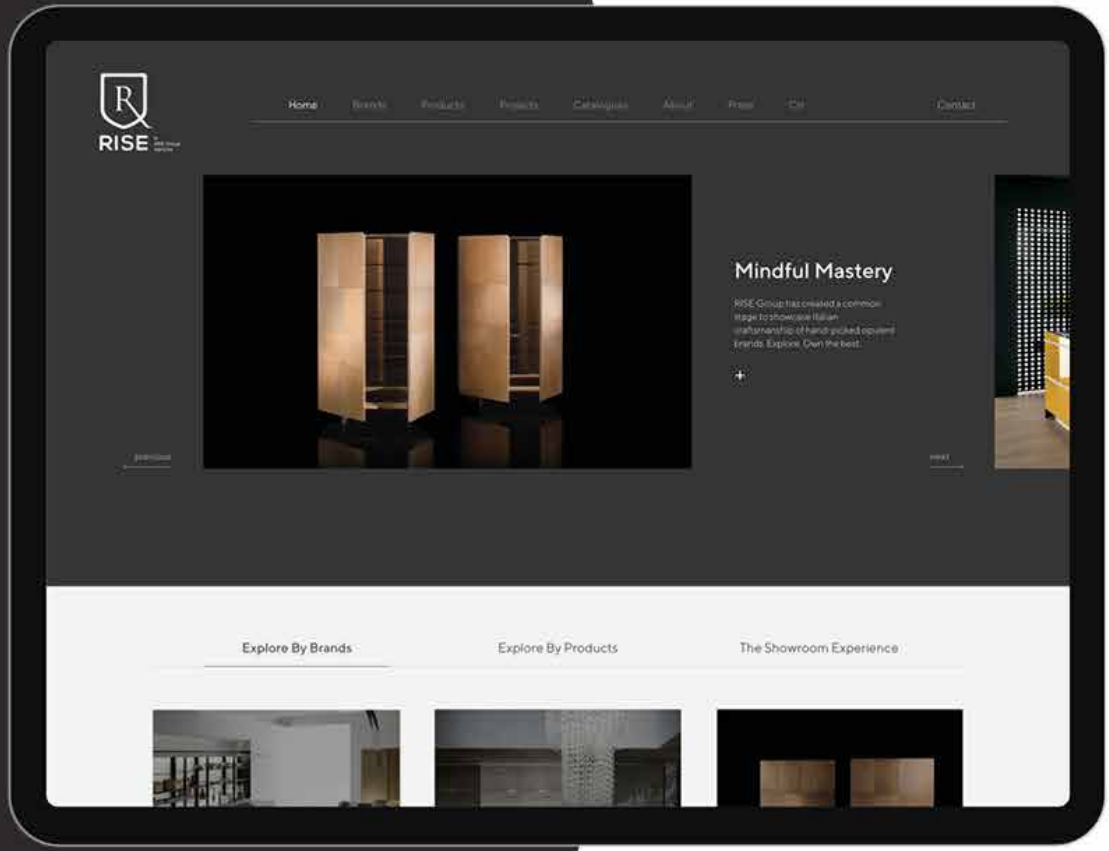 R
RISE
Home Brands Products Projects Catalogues About Press Contact
Mindful Mastery
RISE Group has created a common
stage to showcase Italian
craftsmanship of hand-picked opulent
brands. Explore. Own the best.
+
previous
next
Explore By Brands Explore By Products The Showroom Experience